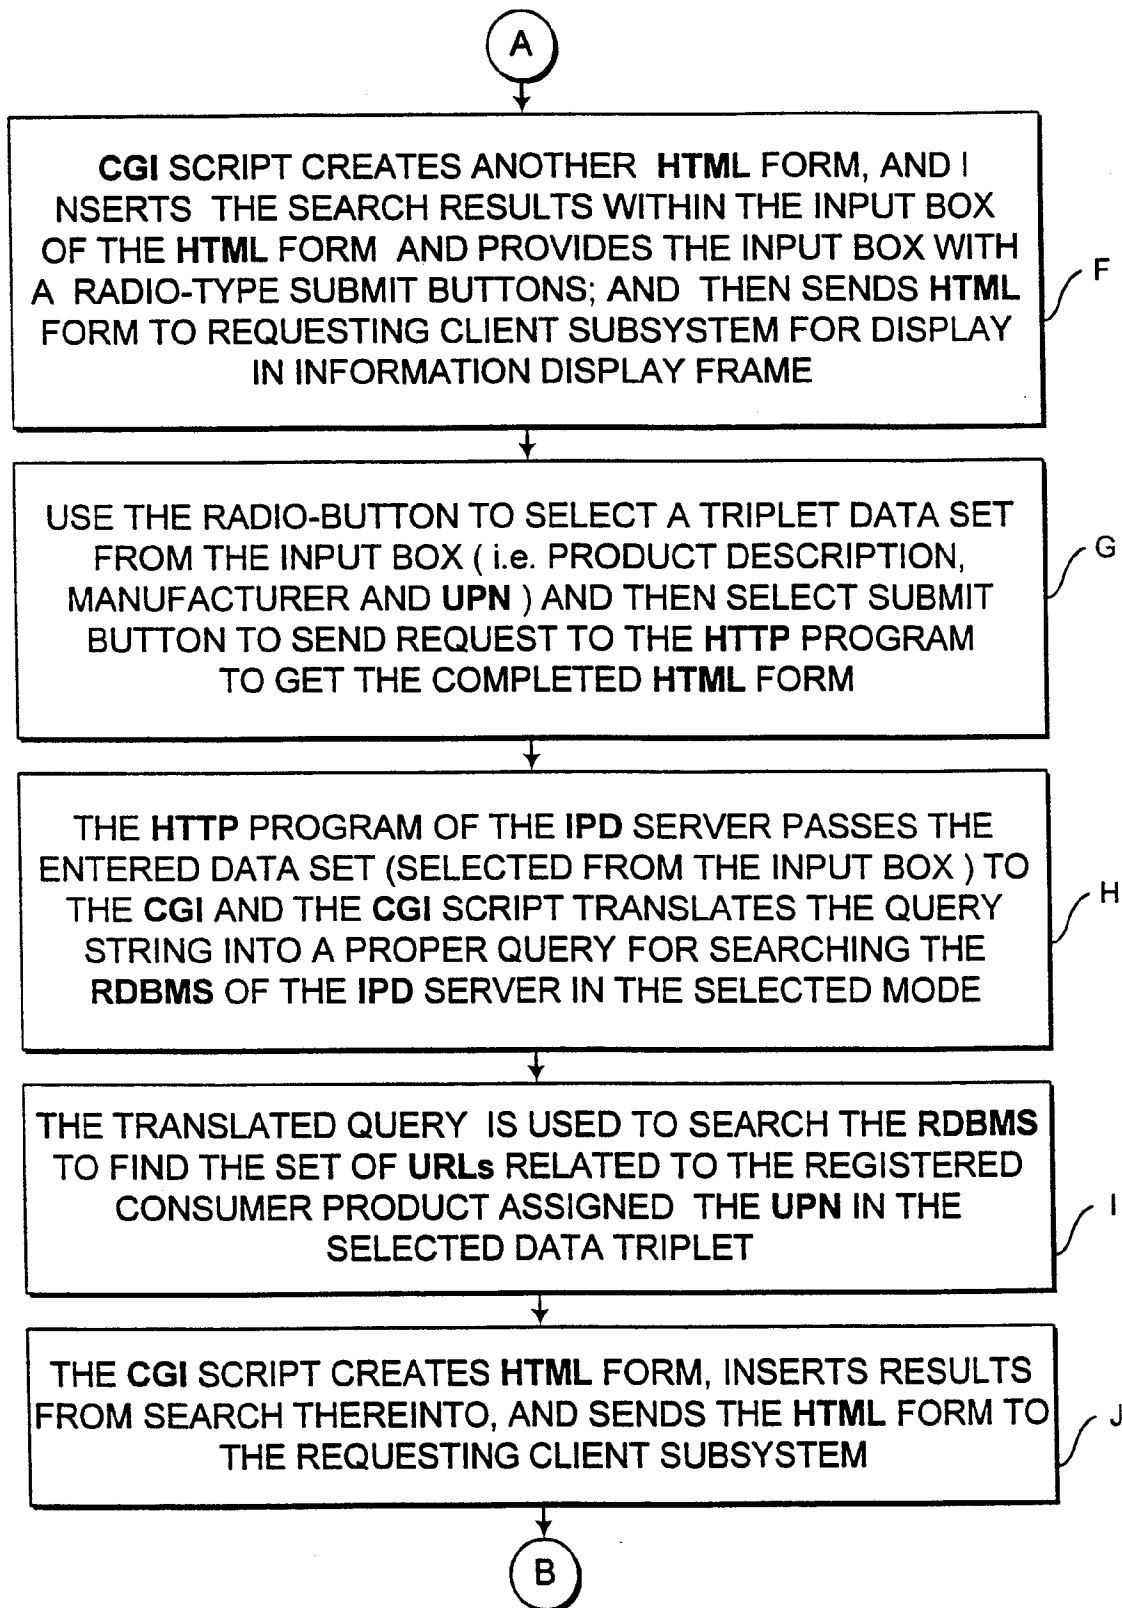 A
CGI SCRIPT CREATES ANOTHER HTML FORM, AND I
NSERTS THE SEARCH RESULTS WITHIN THE INPUT BOX
OF THE HTML FORM AND PROVIDES THE INPUT BOX WITH
A RADIO-TYPE SUBMIT BUTTONS; AND THEN SENDS HTML
FORM TO REQUESTING CLIENT SUBSYSTEM FOR DISPLAY
IN INFORMATION DISPLAY FRAME
F
USE THE RADIO-BUTTON TO SELECT A TRIPLET DATA SET
FROM THE INPUT BOX ( i.e. PRODUCT DESCRIPTION,
MANUFACTURER AND UPN ) AND THEN SELECT SUBMIT
BUTTON TO SEND REQUEST TO THE HTTP PROGRAM
TO GET THE COMPLETED HTML FORM
G
THE HTTP PROGRAM OF THE IPD SERVER PASSES THE
ENTERED DATA SET (SELECTED FROM THE INPUT BOX ) TO
THE CGI AND THE CGI SCRIPT TRANSLATES THE QUERY
STRING INTO A PROPER QUERY FOR SEARCHING THE
RDBMS OF THE IPD SERVER IN THE SELECTED MODE
H
THE TRANSLATED QUERY IS USED TO SEARCH THE RDBMS
TO FIND THE SET OF URLs RELATED TO THE REGISTERED
CONSUMER PRODUCT ASSIGNED THE UPN IN THE
SELECTED DATA TRIPLET
I
THE CGI SCRIPT CREATES HTML FORM, INSERTS RESULTS
FROM SEARCH THEREINTO, AND SENDS THE HTML FORM TO
THE REQUESTING CLIENT SUBSYSTEM
J
B